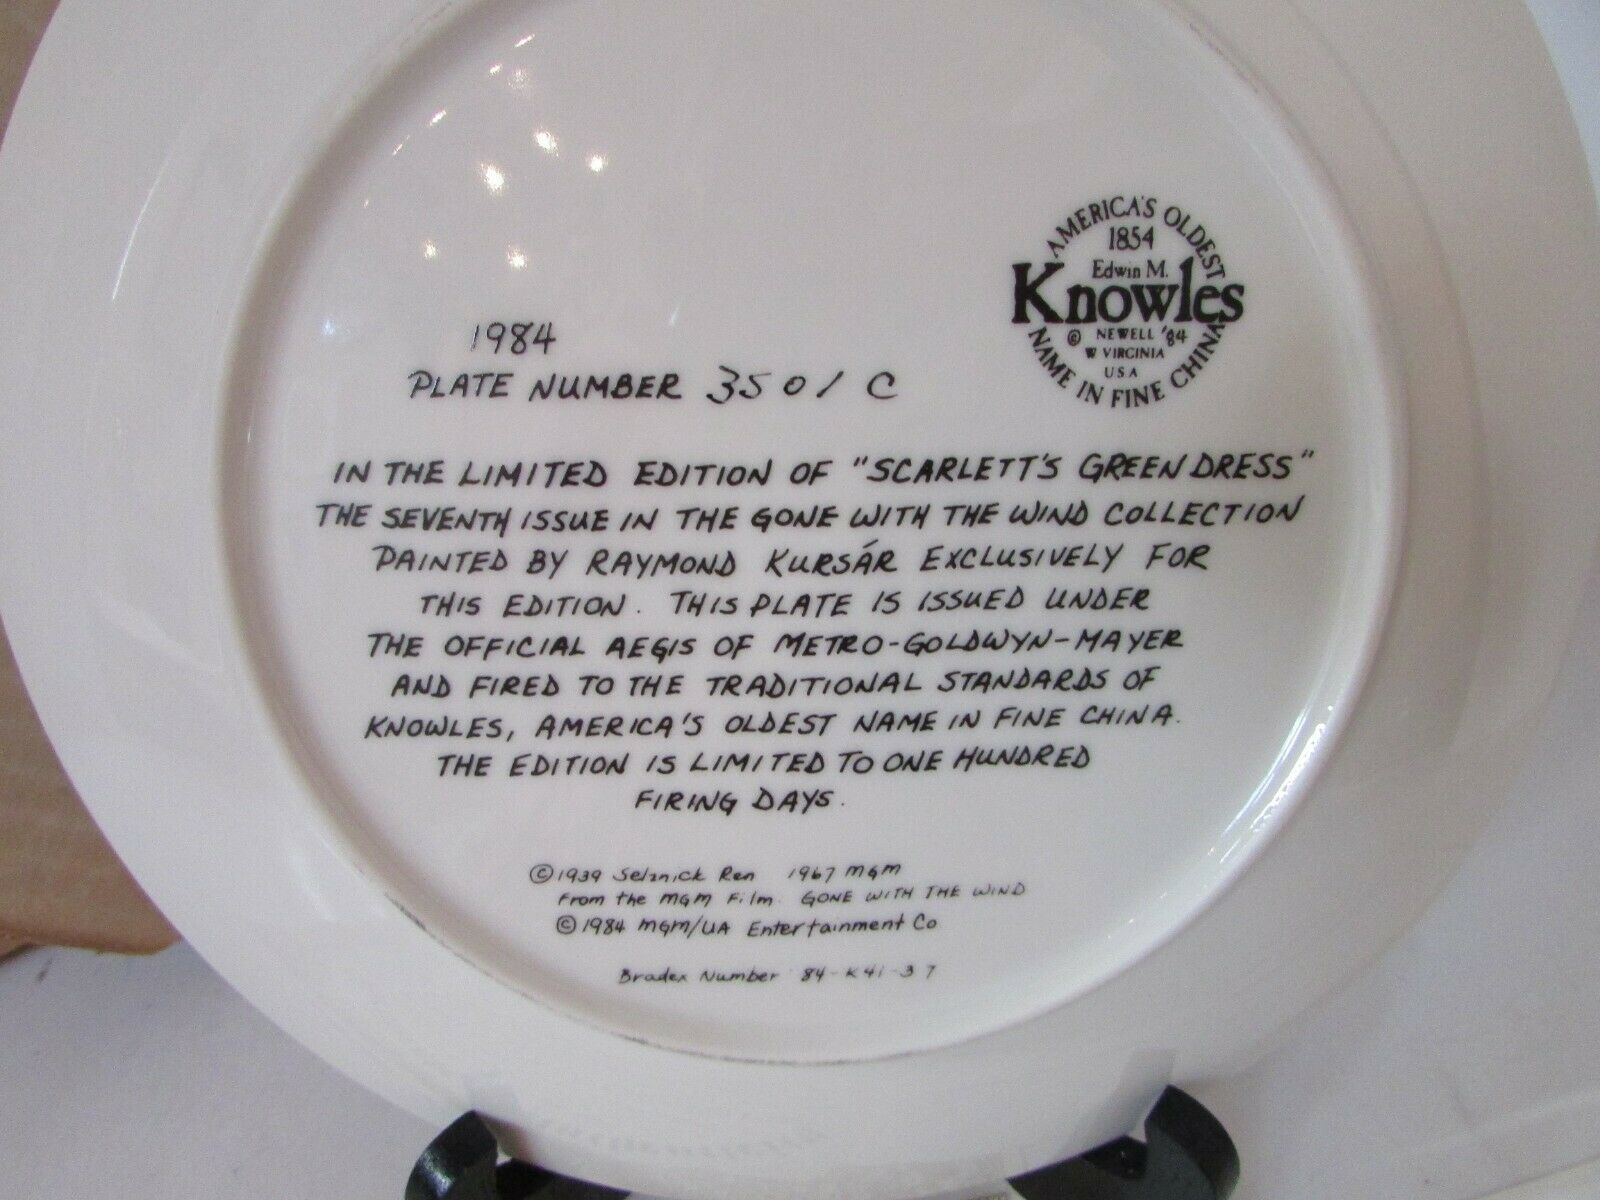 AMERICA'S OLDEST
1854
Edwin M.
Knowles
© NEWELL '84
W VIRGINIA
USA
NAME IN FINE CHINA
1984
PLATE NUMBER 3501 C
IN THE LIMITED EDITION OF "SCARLETT'S GREEN DRESS"
THE SEVENTH ISSUE IN THE GONE WITH THE WIND COLLECTION
PAINTED BY RAYMOND KURSÁR EXCLUSIVELY FOR
THIS EDITION. THIS PLATE IS ISSUED UNDER
THE OFFICIAL AEGIS OF METRO-GOLDWYN-MAYER
AND FIRED TO THE TRADITIONAL STANDARDS OF
KNOWLES, AMERICA'S OLDEST NAME IN FINE CHINA.
THE EDITION IS LIMITED TO ONE HUNDRED
FIRING DAYS.
© 1939 Selznick Ren 1967 MGM
From the MGM Film GONE WITH THE WIND
© 1984 MGM/UA Entertainment Co
Bradex Number 84-K41-37